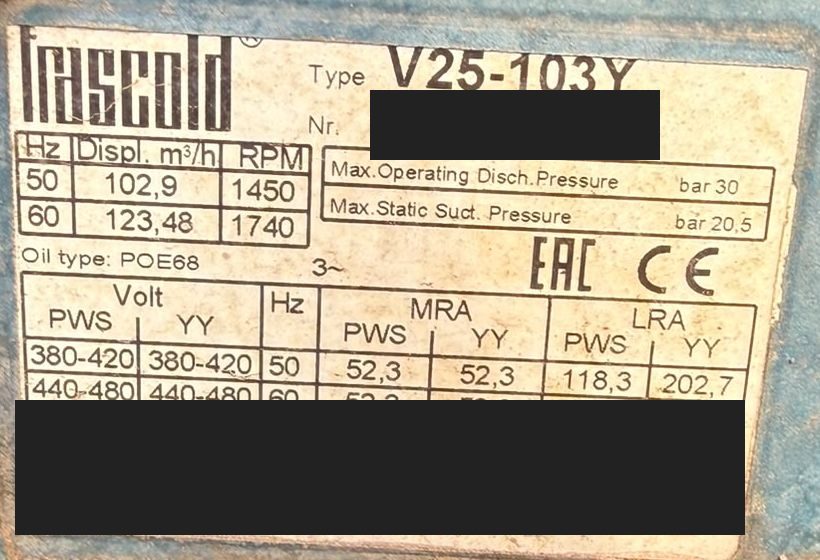 frascold ®
Type V25-103Y
Nr.
Hz Displ. m³/h RPM
50 102,9 1450
60 123,48 1740
Max.Operating Disch.Pressure bar 30
Max.Static Suct. Pressure bar 20,5
Oil type: POE68 3~
EAC CE
Volt Hz MRA LRA
PWS YY PWS YY PWS YY
380-420 380-420 50 52,3 52,3 118,3 202,7
440-480 440-480 60